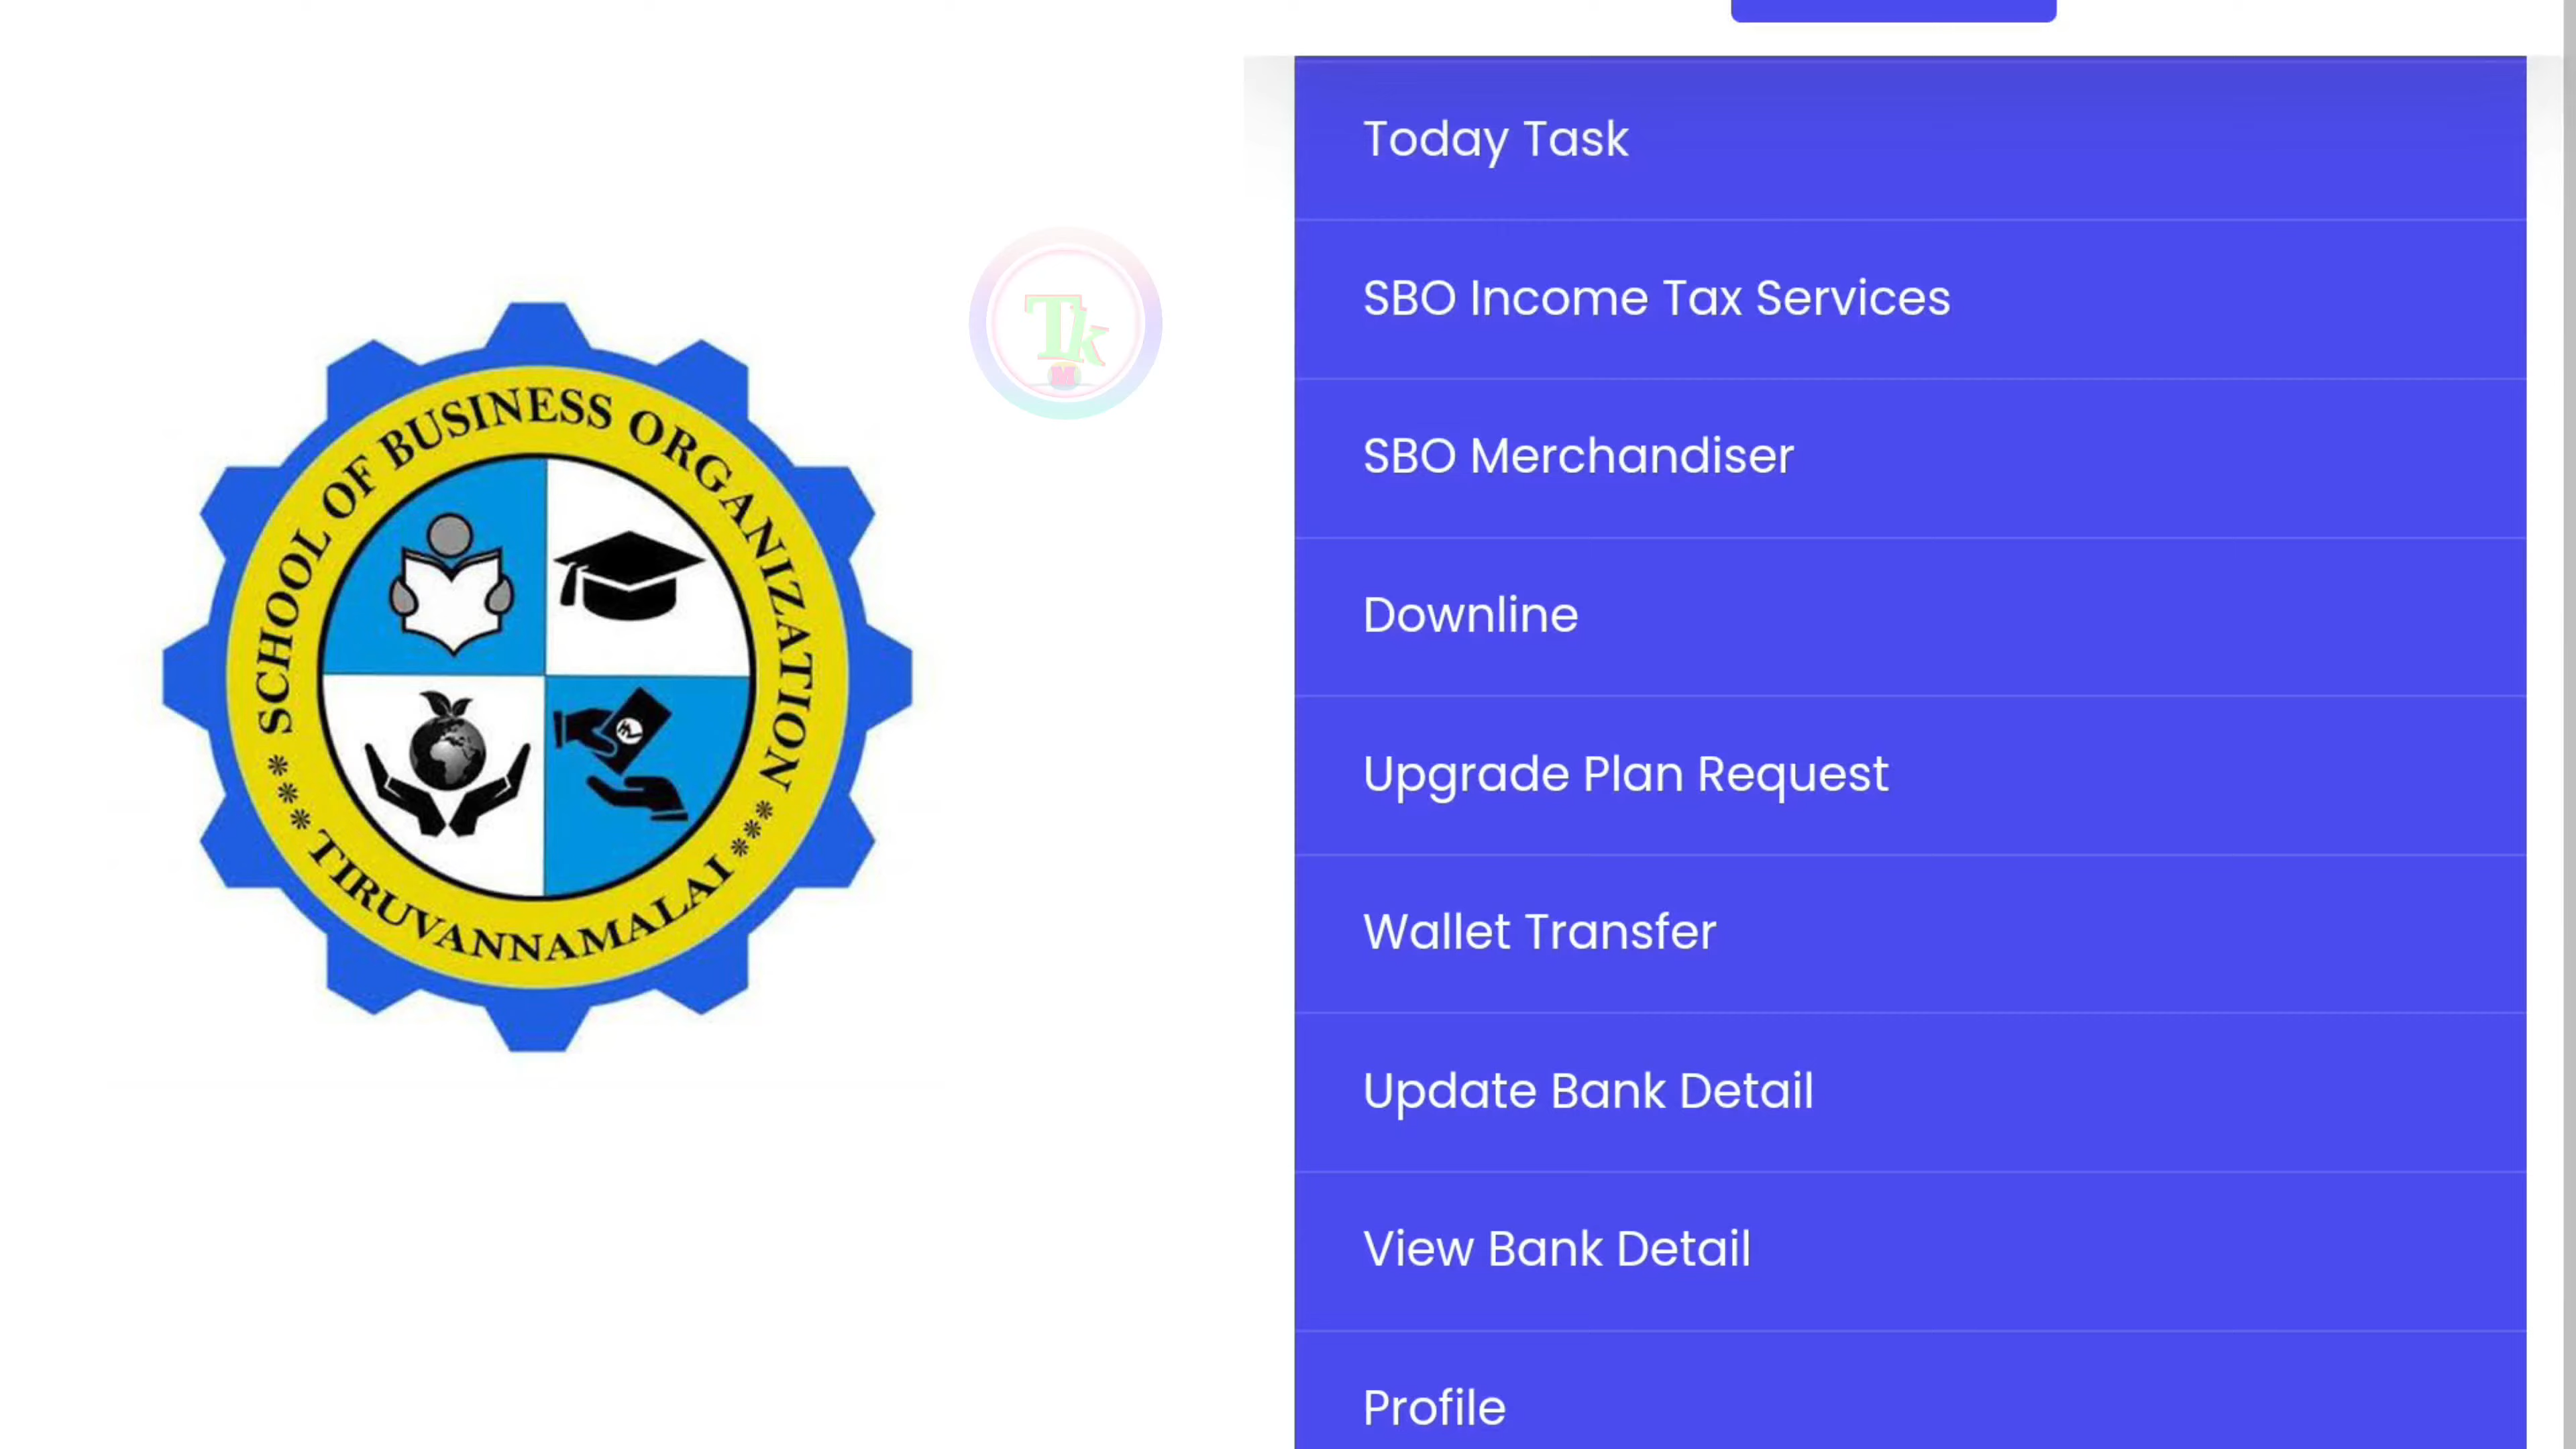 SCHOOL OF BUSINESS ORGANIZATION
TIRUVANNAMALAI
Tk
M
Today Task
SBO Income Tax Services
SBO Merchandiser
Downline
Upgrade Plan Request
Wallet Transfer
Update Bank Detail
View Bank Detail
Profile